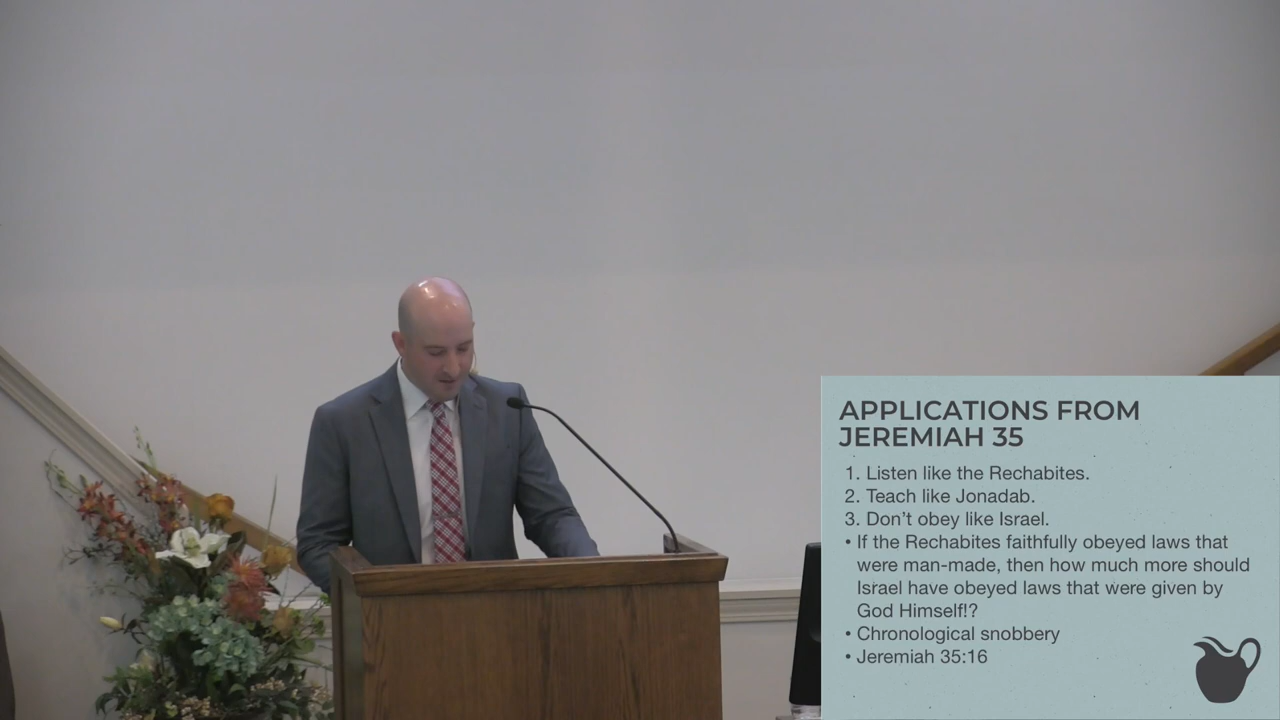 APPLICATIONS FROM
JEREMIAH 35
1. Listen like the Rechabites.
2. Teach like Jonadab.
3. Don't obey like Israel.
• If the Rechabites faithfully obeyed laws that
were man-made, then how much more should
Israel have obeyed laws that were given by
God Himself!?
• Chronological snobbery
• Jeremiah 35:16